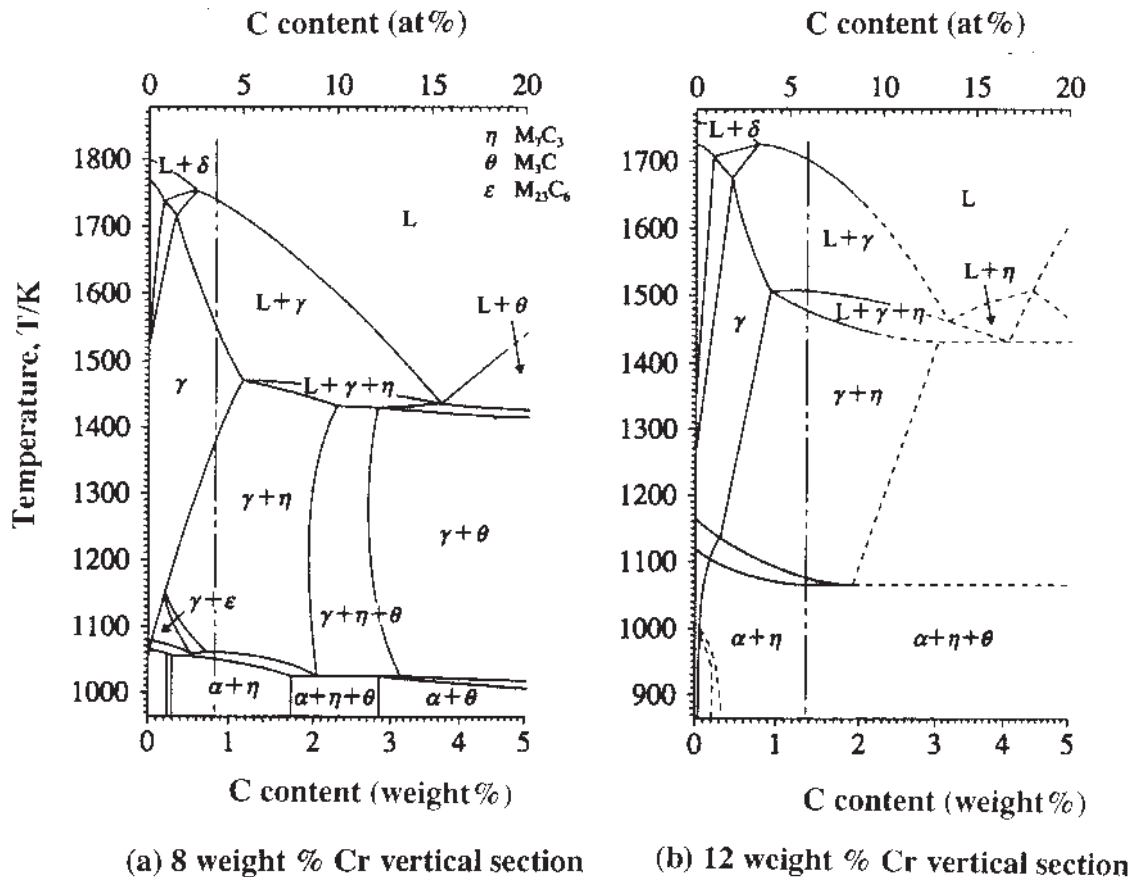 C content (at%)
0 5 10 15 20
η M₇C₃
θ M₃C
ε M₂₃C₆
L+δ
L
L+γ
L+θ
γ
L+γ+η
γ+η
γ+θ
γ+ε
γ+η+θ
α+η
α+η+θ
α+θ
1800
1700
1600
1500
1400
1300
1200
1100
1000
Temperature, T/K
0 1 2 3 4 5
C content (weight%)
(a) 8 weight % Cr vertical section
C content (at%)
0 5 10 15 20
L+δ
L
L+γ
L+η
L+γ+η
γ
γ+η
α+η
α+η+θ
1700
1600
1500
1400
1300
1200
1100
1000
900
0 1 2 3 4 5
C content (weight%)
(b) 12 weight % Cr vertical section